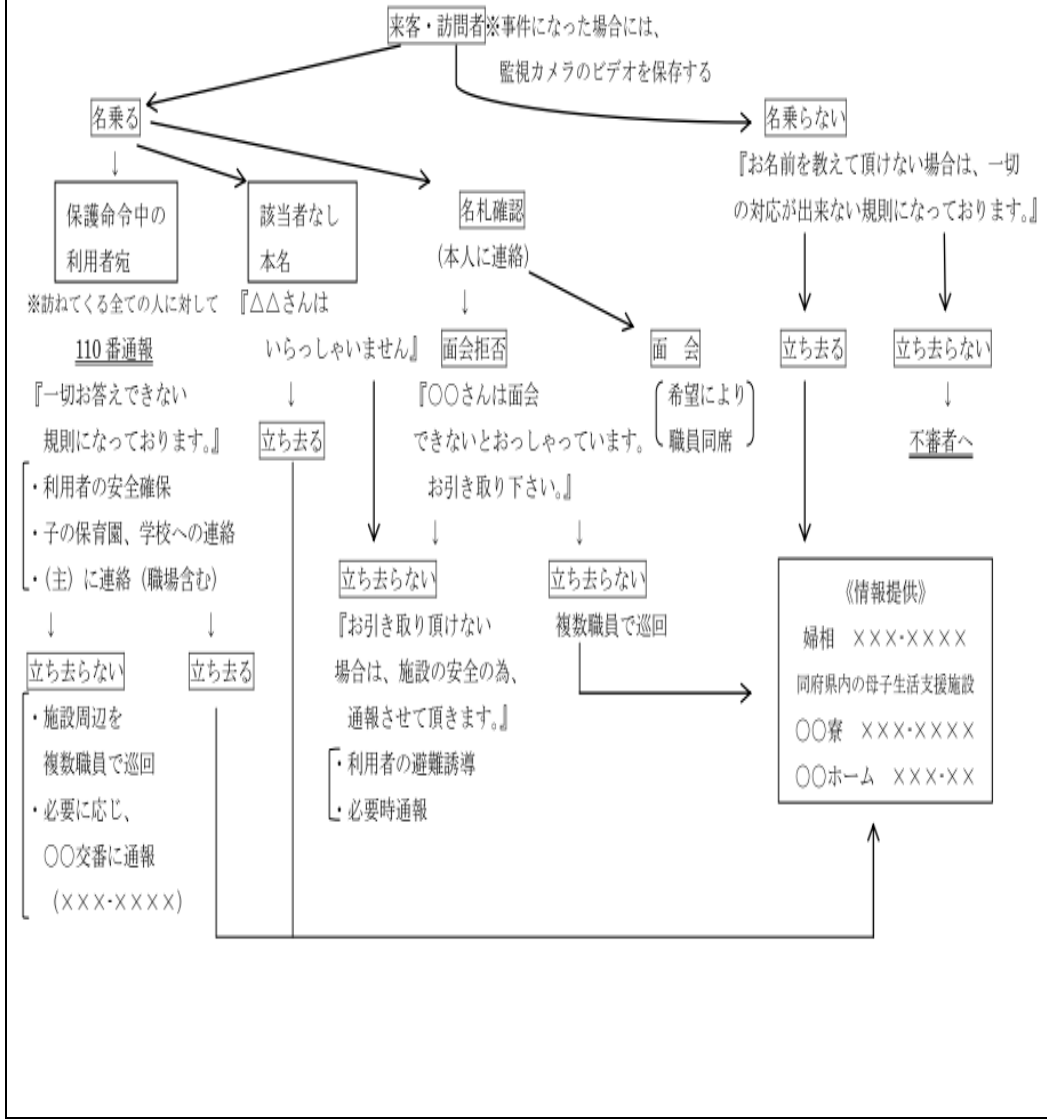 来客・訪問者※事件になった場合には、
監視カメラのビデオを保存する
名乗る
名乗らない
『お名前を教えて頂けない場合は、一切
の対応が出来ない規則になっております。』
保護命令中の
利用者宛
該当者なし
本名
名札確認
(本人に連絡)
※訪ねてくる全ての人に対して
110 番通報
『一切お答えできない
規則になっております。』
・利用者の安全確保
・子の保育園、学校への連絡
・(主) に連絡 (職場含む)
『△△さんは
いらっしゃいません』
立ち去る
面会拒否
『○○さんは面会
できないとおっしゃっています。
お引き取り下さい。』
面　会
希望により
職員同席
立ち去る
立ち去らない
不審者へ
立ち去らない
『お引き取り頂けない
場合は、施設の安全の為、
通報させて頂きます。』
・利用者の避難誘導
・必要時通報
立ち去らない
複数職員で巡回
立ち去らない
・施設周辺を
複数職員で巡回
・必要に応じ、
○○交番に通報
(×××-××××)
立ち去る
《情報提供》
婦相　×××-××××
同府県内の母子生活支援施設
○○寮　×××-××××
○○ホーム　×××-××